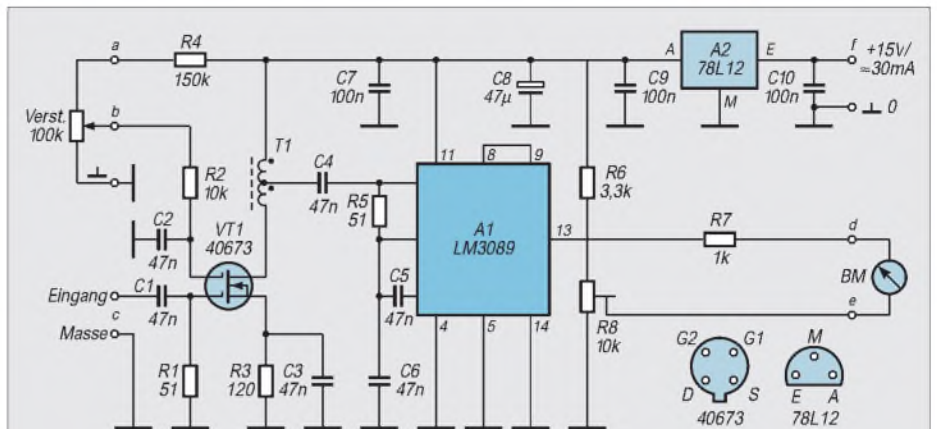 a
R4
150k
Verst.
100k
b
⊥
R2
10k
C2
47n
VT1
40673
Eingang
C1
47n
c
Masse
R1
51
R3
120
C3
47n
T1
C4
47n
R5
51
C5
47n
C6
47n
C7
100n
C8
47µ
11
8
9
A1
LM3089
13
4
5
14
C9
100n
A
A2
78L12
E
M
C10
100n
f
+15V/
≈30mA
⊥ 0
R6
3,3k
R7
1k
d
BM
e
R8
10k
G2
G1
D
S
40673
M
E
A
78L12